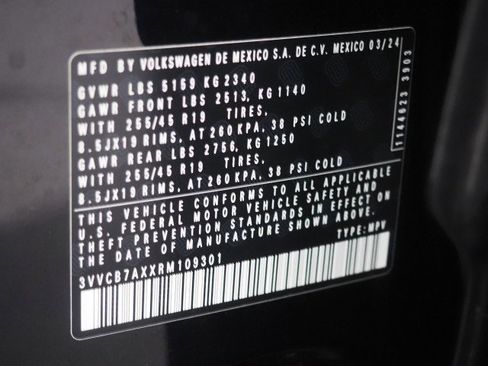 MFD BY VOLKSWAGEN DE MEXICO S.A. DE C.V. MEXICO 03/24
GVWR LBS 5159 KG 2340
GAWR FRONT LBS 2513, KG 1140
WITH 255/45 R19 TIRES,
8.5JX19 RIMS, AT 260 KPA, 38 PSI COLD
GAWR REAR LBS 2756, KG 1250
WITH 255/45 R19 TIRES,
8.5JX19 RIMS, AT 260 KPA, 38 PSI COLD
THIS VEHICLE CONFORMS TO ALL APPLICABLE
U.S. FEDERAL MOTOR VEHICLE SAFETY AND
THEFT PREVENTION STANDARDS IN EFFECT ON
THE DATE OF MANUFACTURE SHOWN ABOVE.
TYPE: MPV
3VVCB7AXXRM109301
1144623 3903